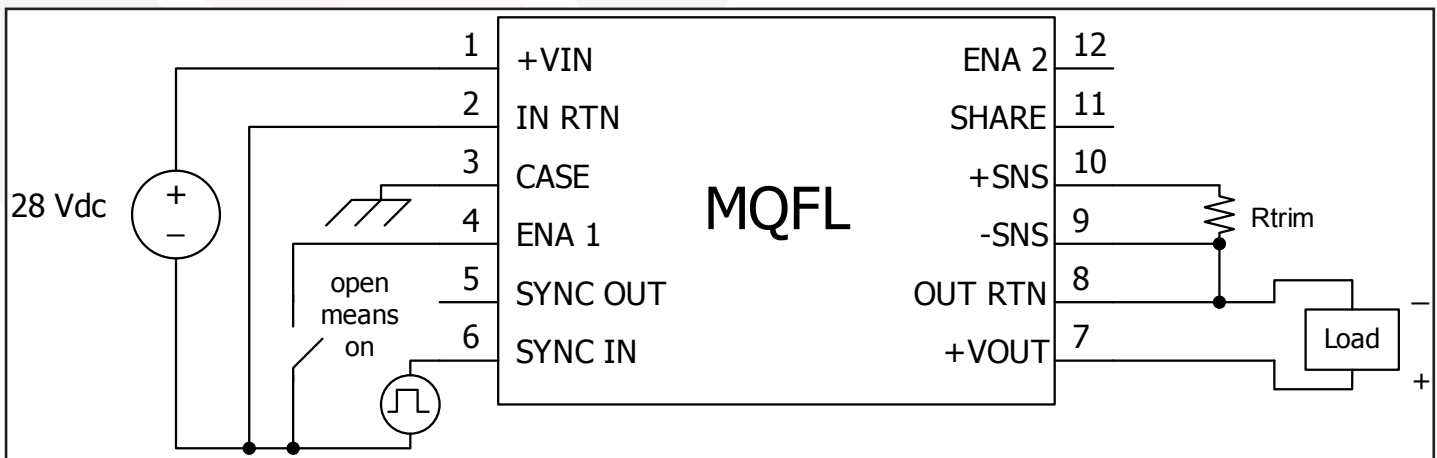 28 Vdc
+
–
1
+VIN
2
IN RTN
3
CASE
4
ENA 1
5
SYNC OUT
6
SYNC IN
open
means
on
MQFL
ENA 2
12
SHARE
11
+SNS
10
-SNS
9
OUT RTN
8
+VOUT
7
Rtrim
Load
–
+